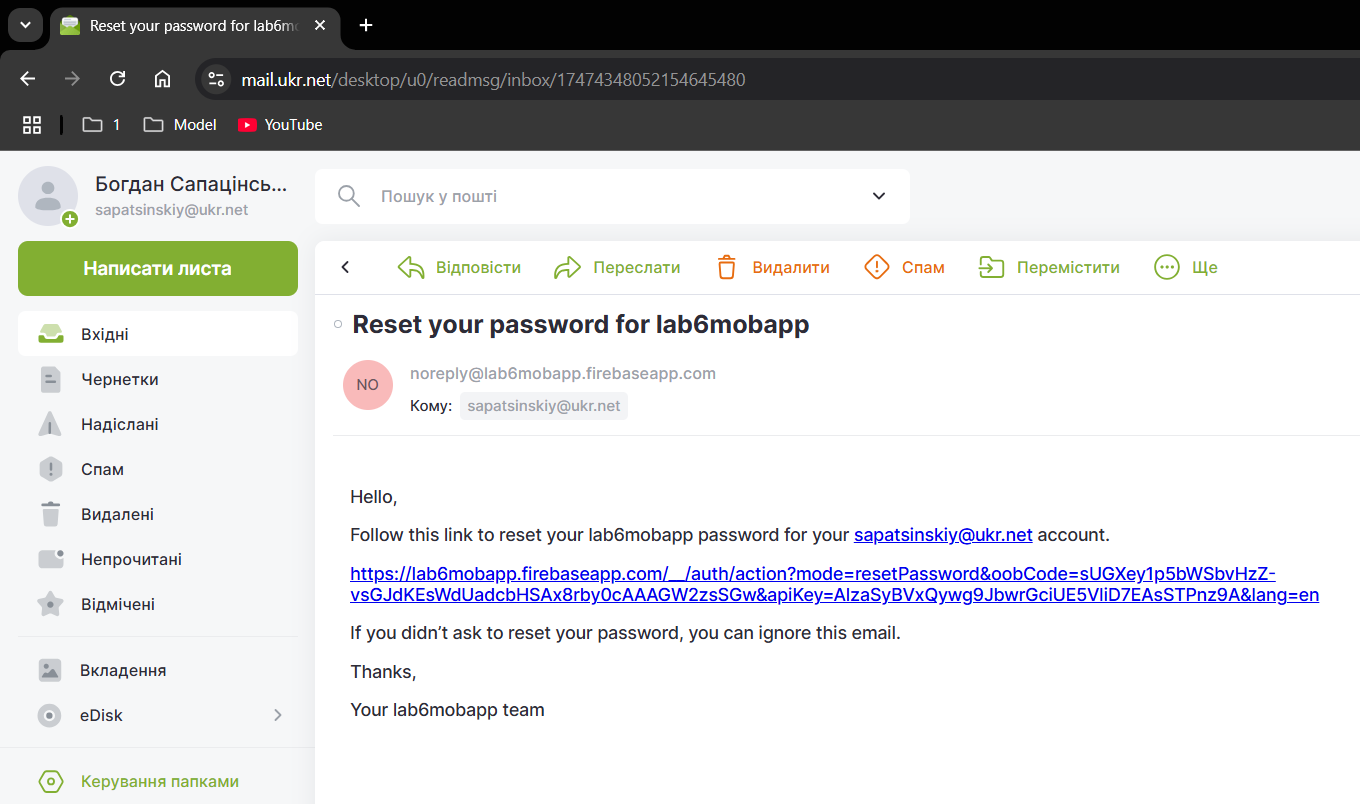 Reset your password for lab6mo
mail.ukr.net/desktop/u0/readmsg/inbox/17474348052154645480
1 Model YouTube
Богдан Сапацінсь...
sapatsinskiy@ukr.net
Пошук у пошті
Написати листа
Відповісти Переслати Видалити Спам Перемістити Ще
Вхідні
Чернетки
Надіслані
Спам
Видалені
Непрочитані
Відмічені
Вкладення
eDisk
Керування папками
Reset your password for lab6mobapp
NO
noreply@lab6mobapp.firebaseapp.com
Кому: sapatsinskiy@ukr.net
Hello,
Follow this link to reset your lab6mobapp password for your sapatsinskiy@ukr.net account.
https://lab6mobapp.firebaseapp.com/__/auth/action?mode=resetPassword&oobCode=sUGXey1p5bWSbvHzZ-
vsGJdKEsWdUadcbHSAx8rby0cAAAGW2zsSGw&apiKey=AIzaSyBVxQywg9JbwrGciUE5VliD7EAsSTPnz9A&lang=en
If you didn’t ask to reset your password, you can ignore this email.
Thanks,
Your lab6mobapp team